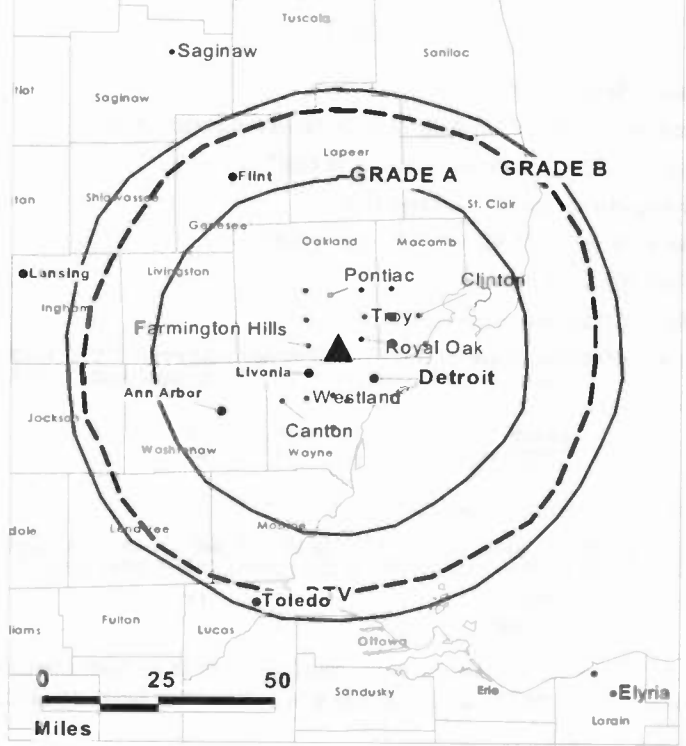 Tuscola
Saginaw
Sanilac
Saginaw
Lapeer
Flint
GRADE A
GRADE B
Shiawassee
St. Clair
Genesee
Oakland
Macomb
Lansing
Livingston
Pontiac
Clinton
Ingham
Troy
Farmington Hills
Royal Oak
Livonia
Detroit
Ann Arbor
Westland
Jackson
Canton
Washtenaw
Wayne
Lenawee
Monroe
Toledo
Fulton
Lucas
Ottawa
0 25 50
Sandusky
Erie
Elyria
Miles
Lorain